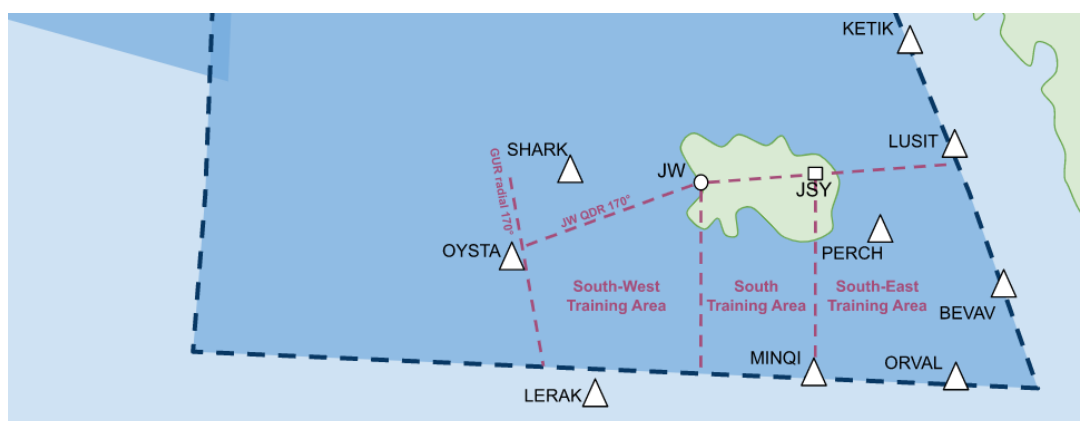 KETIK
LUSIT
SHARK
GUR radial 170°
JW
JSY
JW QDR 170°
OYSTA
PERCH
South-West
Training Area
South
Training Area
South-East
Training Area
BEVAV
MINQI
ORVAL
LERAK